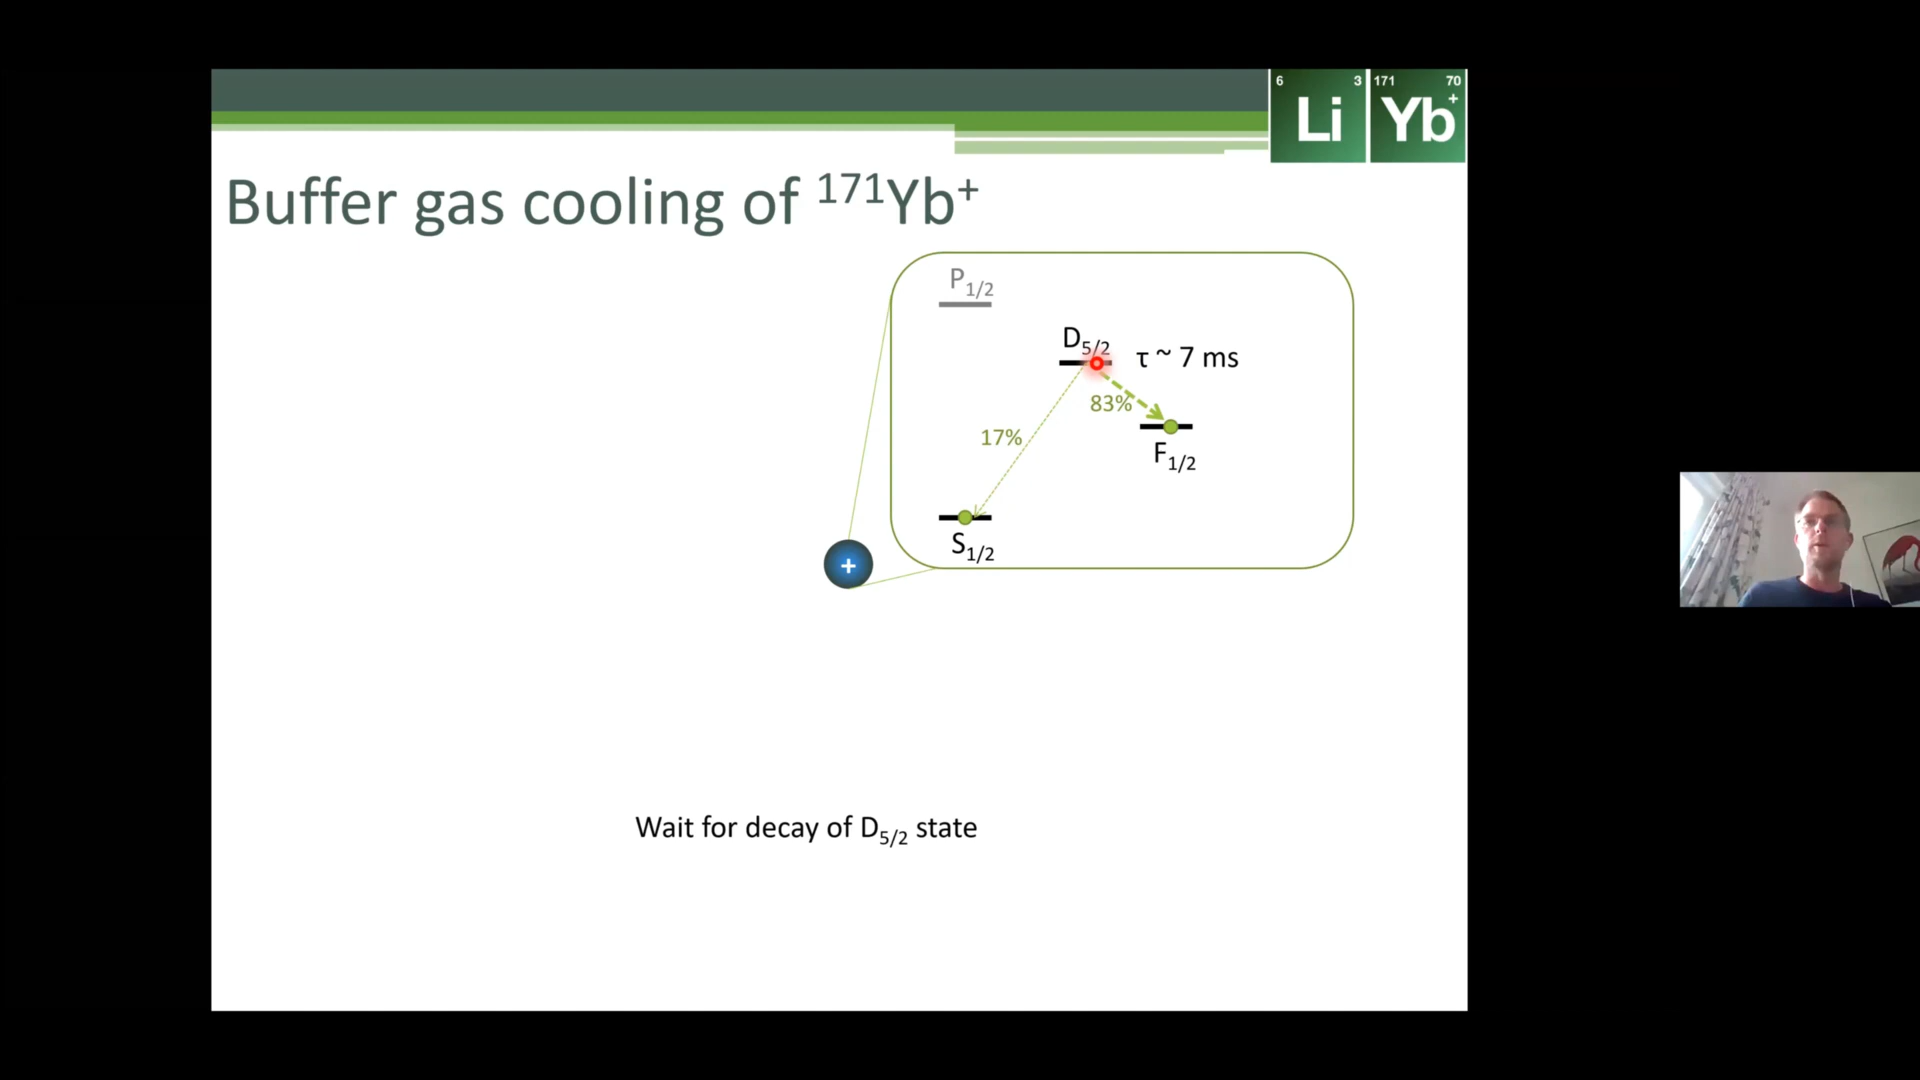 6 3 171 70
Li Yb+
Buffer gas cooling of ¹⁷¹Yb⁺
P1/2
D5/2 τ ~ 7 ms
83%
17%
F1/2
S1/2
+
Wait for decay of D5/2 state